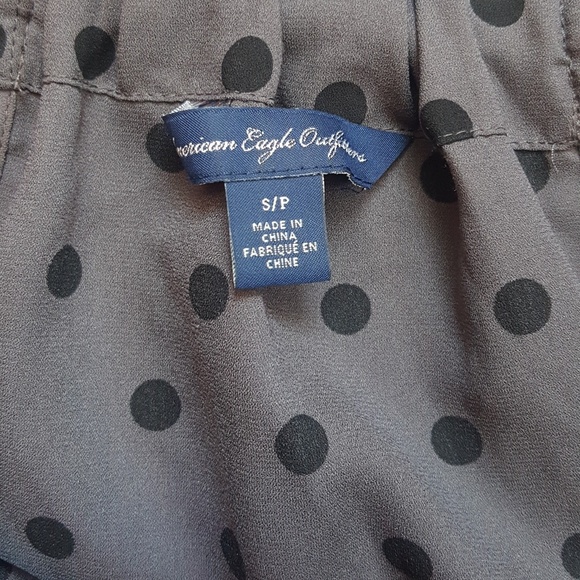 merican Eagle Outfitters
S/P
MADE IN
CHINA
FABRIQUÉ EN
CHINE